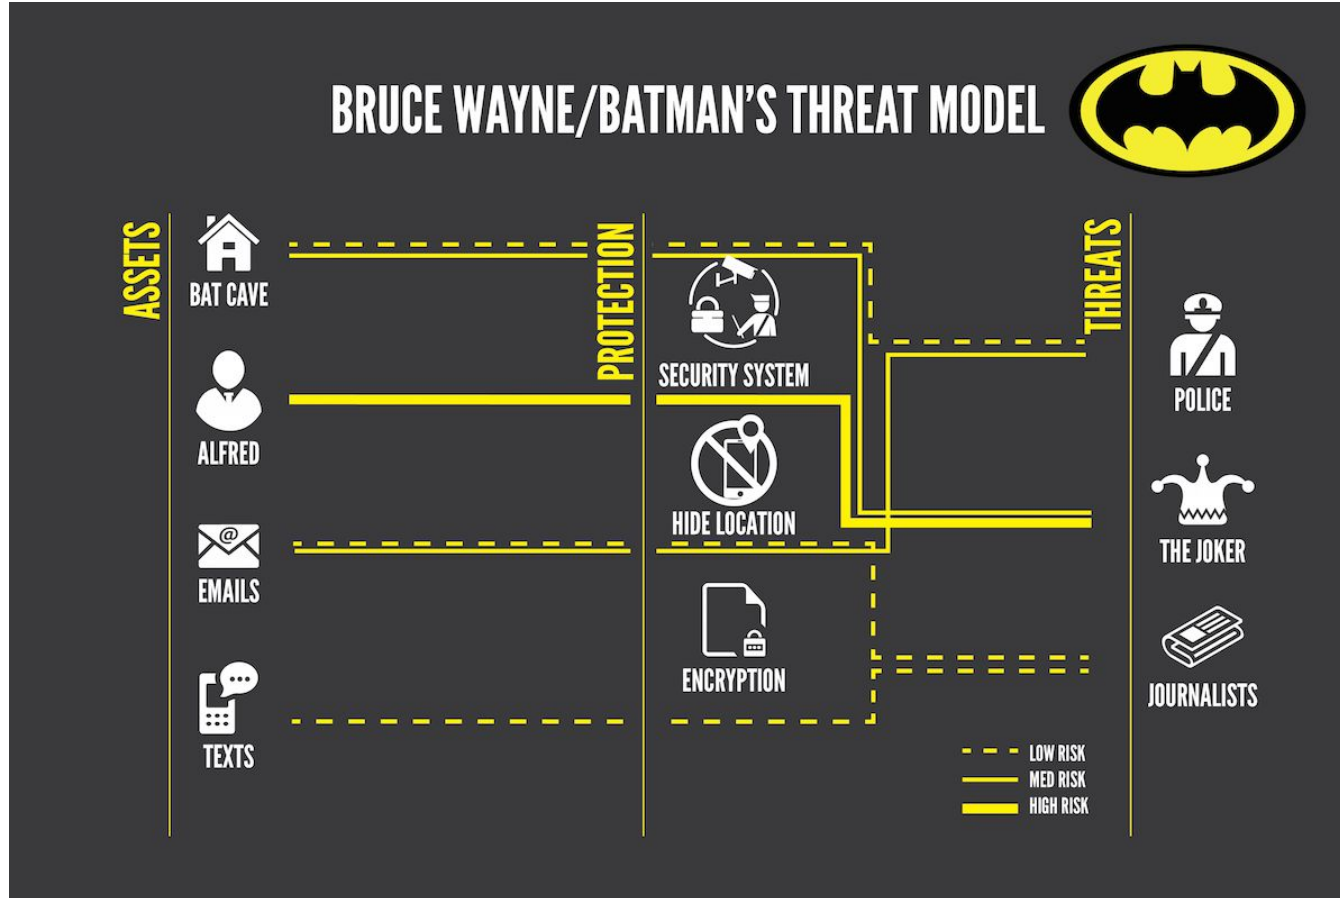 BRUCE WAYNE/BATMAN'S THREAT MODEL
ASSETS
BAT CAVE
ALFRED
@
EMAILS
TEXTS
PROTECTION
SECURITY SYSTEM
HIDE LOCATION
ENCRYPTION
THREATS
POLICE
THE JOKER
JOURNALISTS
LOW RISK
MED RISK
HIGH RISK